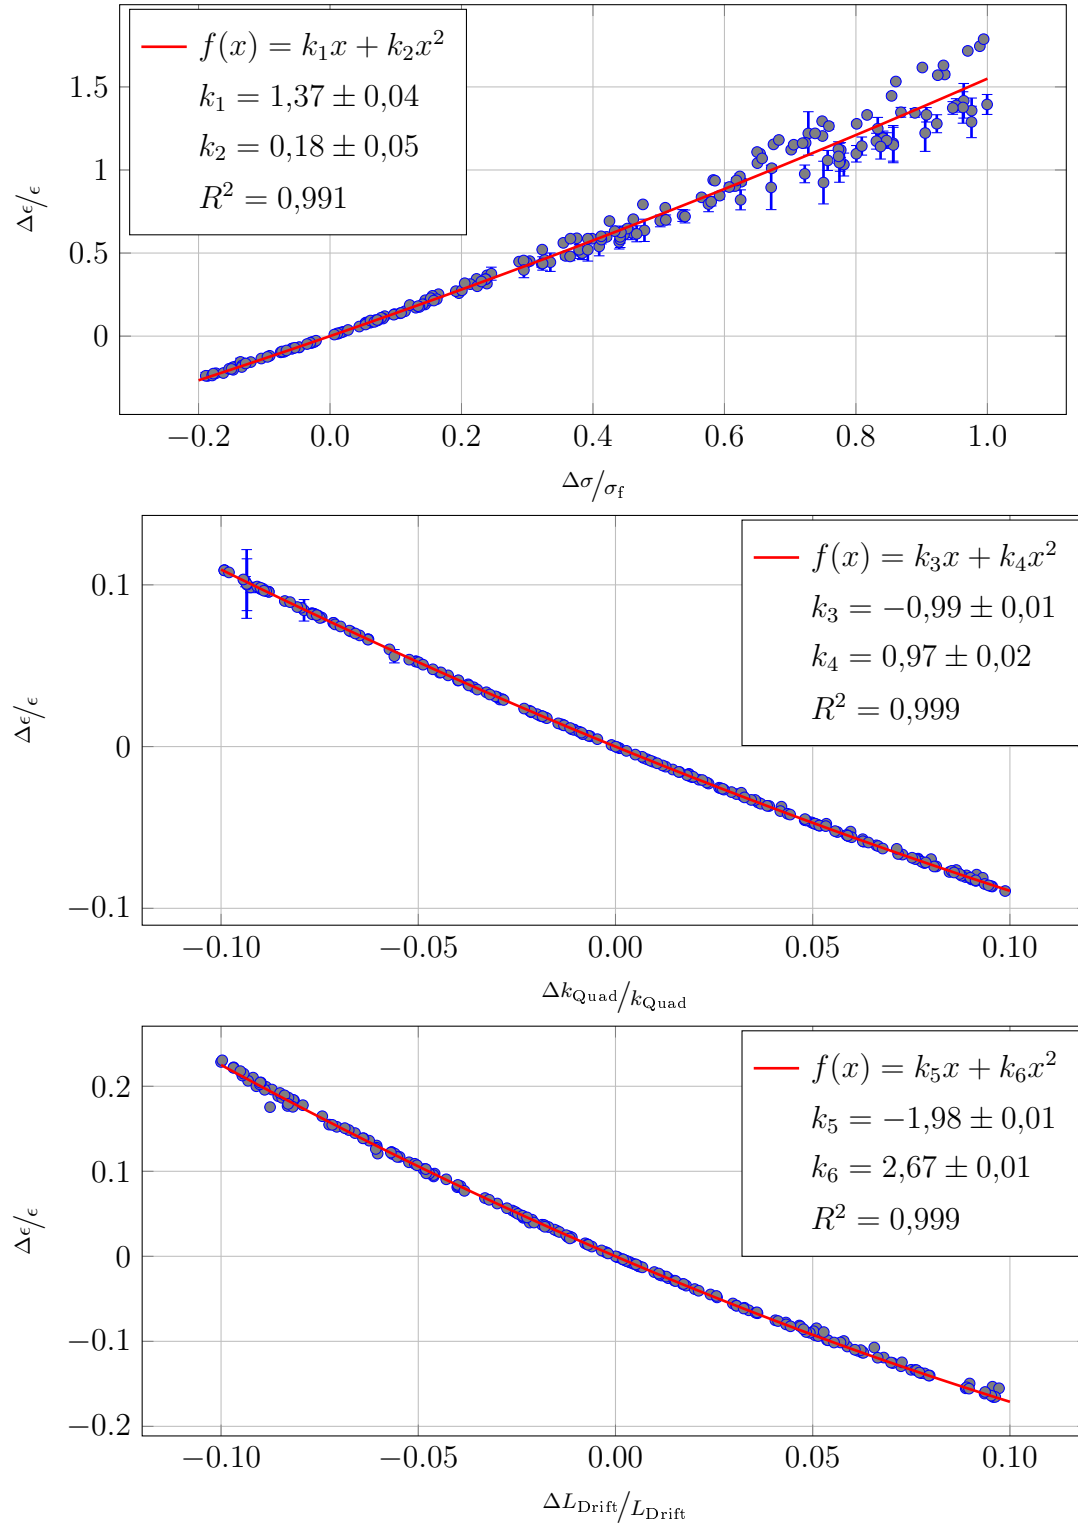 f(x) = k₁x + k₂x²
k₁ = 1,37 ± 0,04
k₂ = 0,18 ± 0,05
R² = 0,991
Δϵ/ϵ
1.5
1
0.5
0
−0.2 0.0 0.2 0.4 0.6 0.8 1.0
Δσ/σ_f
f(x) = k₃x + k₄x²
k₃ = −0,99 ± 0,01
k₄ = 0,97 ± 0,02
R² = 0,999
Δϵ/ϵ
0.1
0
−0.1
−0.10 −0.05 0.00 0.05 0.10
Δk_Quad/k_Quad
f(x) = k₅x + k₆x²
k₅ = −1,98 ± 0,01
k₆ = 2,67 ± 0,01
R² = 0,999
Δϵ/ϵ
0.2
0.1
0
−0.1
−0.2
−0.10 −0.05 0.00 0.05 0.10
ΔL_Drift/L_Drift